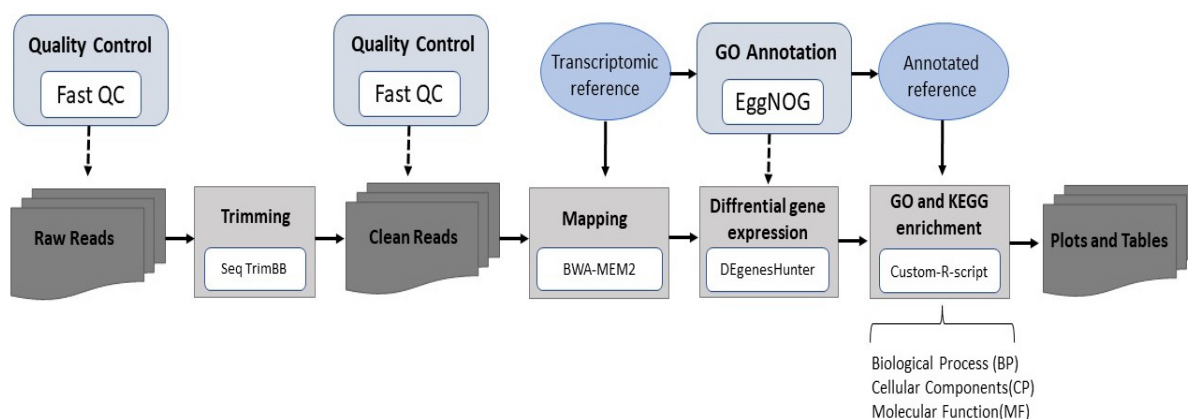 Quality Control
Fast QC
Quality Control
Fast QC
Transcriptomic
reference
GO Annotation
EggNOG
Annotated
reference
Raw Reads
Trimming
Seq TrimBB
Clean Reads
Mapping
BWA-MEM2
Diffrential gene
expression
DEgenesHunter
GO and KEGG
enrichment
Custom-R-script
Plots and Tables
Biological Process (BP)
Cellular Components(CP)
Molecular Function(MF)